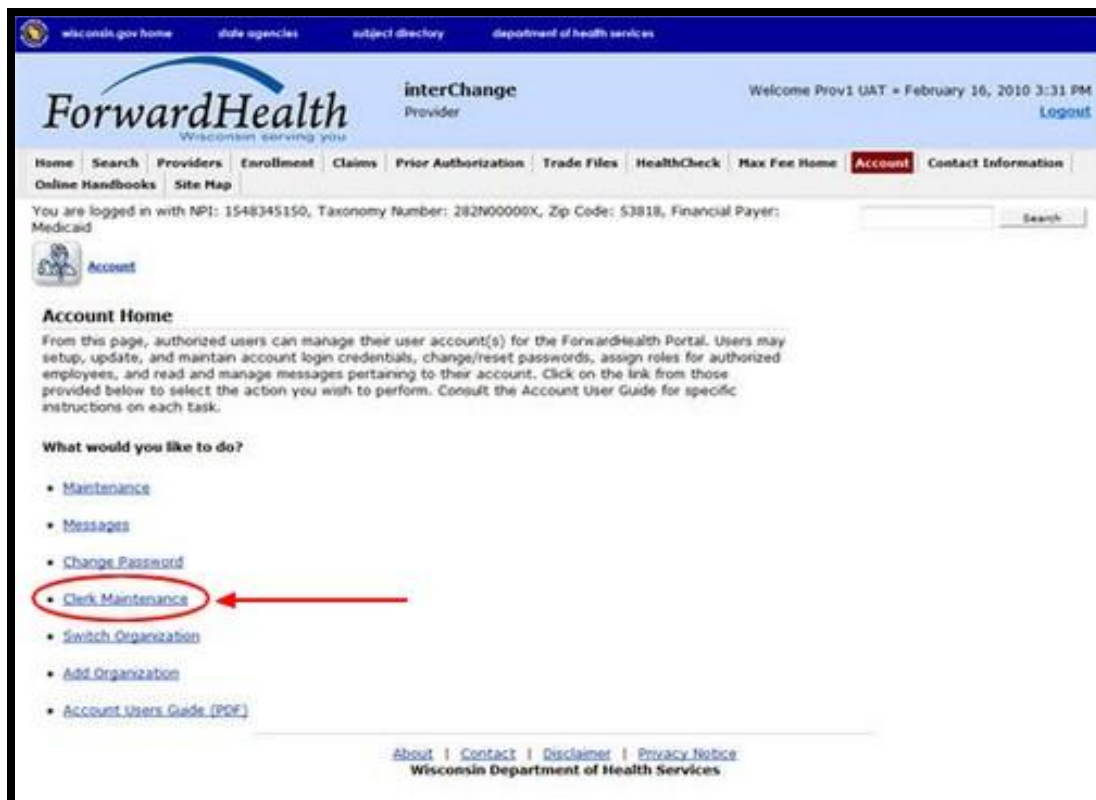 wisconsin.gov home state agencies subject directory department of health services
ForwardHealth
Wisconsin serving you
interChange
Provider
Welcome Prov1 UAT » February 16, 2010 3:31 PM
Logout
Home Search Providers Enrollment Claims Prior Authorization Trade Files HealthCheck Max Fee Home Account Contact Information
Online Handbooks Site Map
You are logged in with NPI: 1548345150, Taxonomy Number: 282N00000X, Zip Code: 53818, Financial Payer:
Medicaid
Search
Account
Account Home
From this page, authorized users can manage their user account(s) for the ForwardHealth Portal. Users may
setup, update, and maintain account login credentials, change/reset passwords, assign roles for authorized
employees, and read and manage messages pertaining to their account. Click on the link from those
provided below to select the action you wish to perform. Consult the Account User Guide for specific
instructions on each task.
What would you like to do?
• Maintenance
• Messages
• Change Password
• Clerk Maintenance
• Switch Organization
• Add Organization
• Account Users Guide (PDF)
About | Contact | Disclaimer | Privacy Notice
Wisconsin Department of Health Services